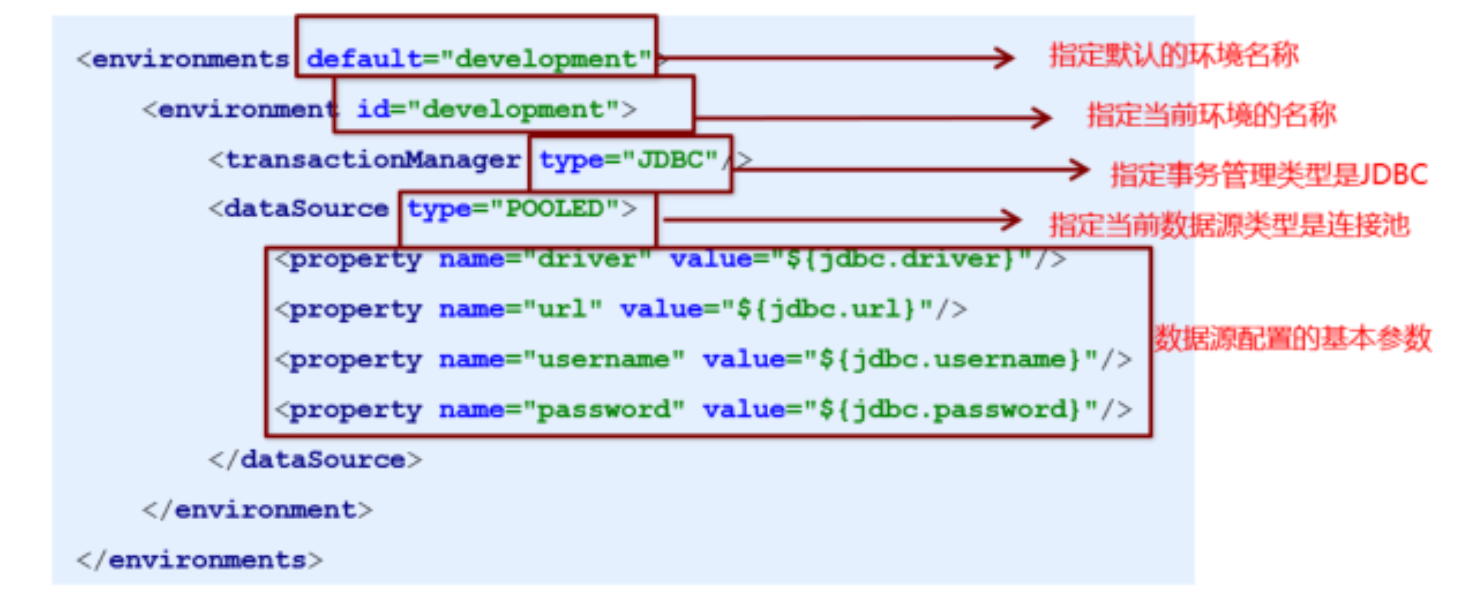 <environments default="development"> 指定默认的环境名称
<environment id="development"> 指定当前环境的名称
<transactionManager type="JDBC"/> 指定事务管理类型是JDBC
<dataSource type="POOLED"> 指定当前数据源类型是连接池
<property name="driver" value="${jdbc.driver}"/>
<property name="url" value="${jdbc.url}"/>
<property name="username" value="${jdbc.username}"/> 数据源配置的基本参数
<property name="password" value="${jdbc.password}"/>
</dataSource>
</environment>
</environments>